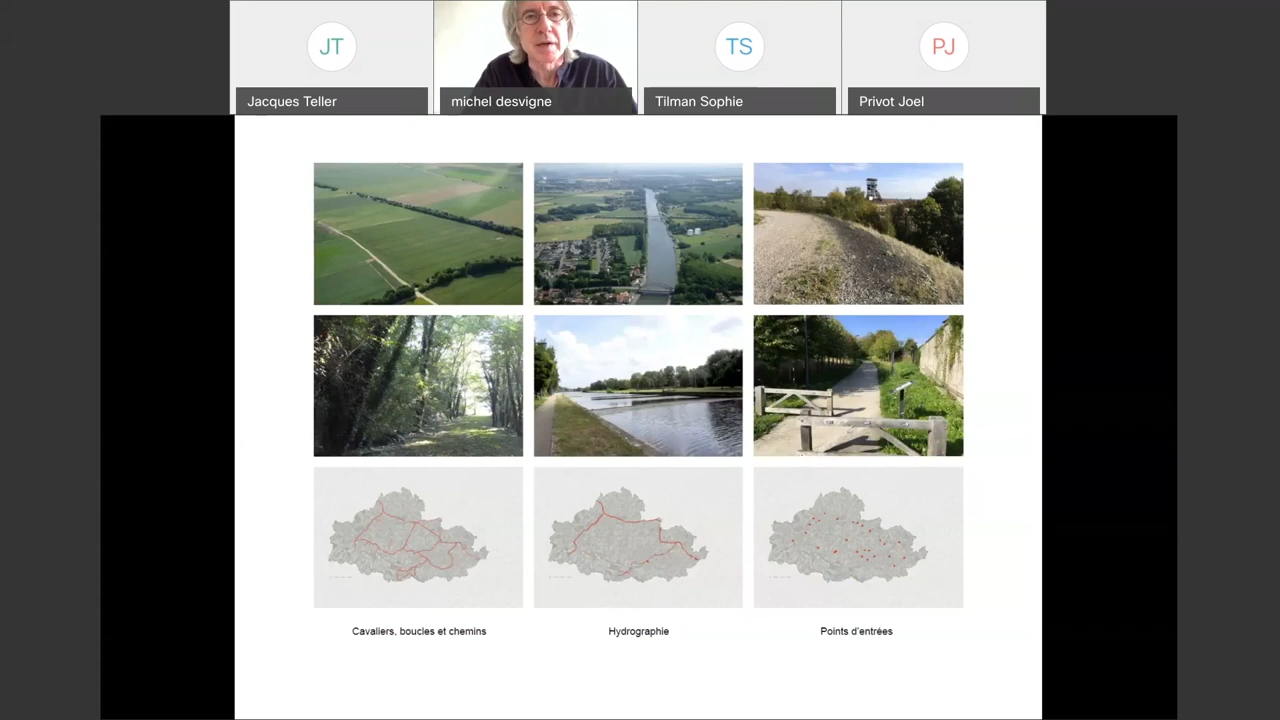 JT
TS
PJ
Jacques Teller
michel desvigne
Tilman Sophie
Privot Joel
Cavaliers, boucles et chemins
Hydrographie
Points d'entrées